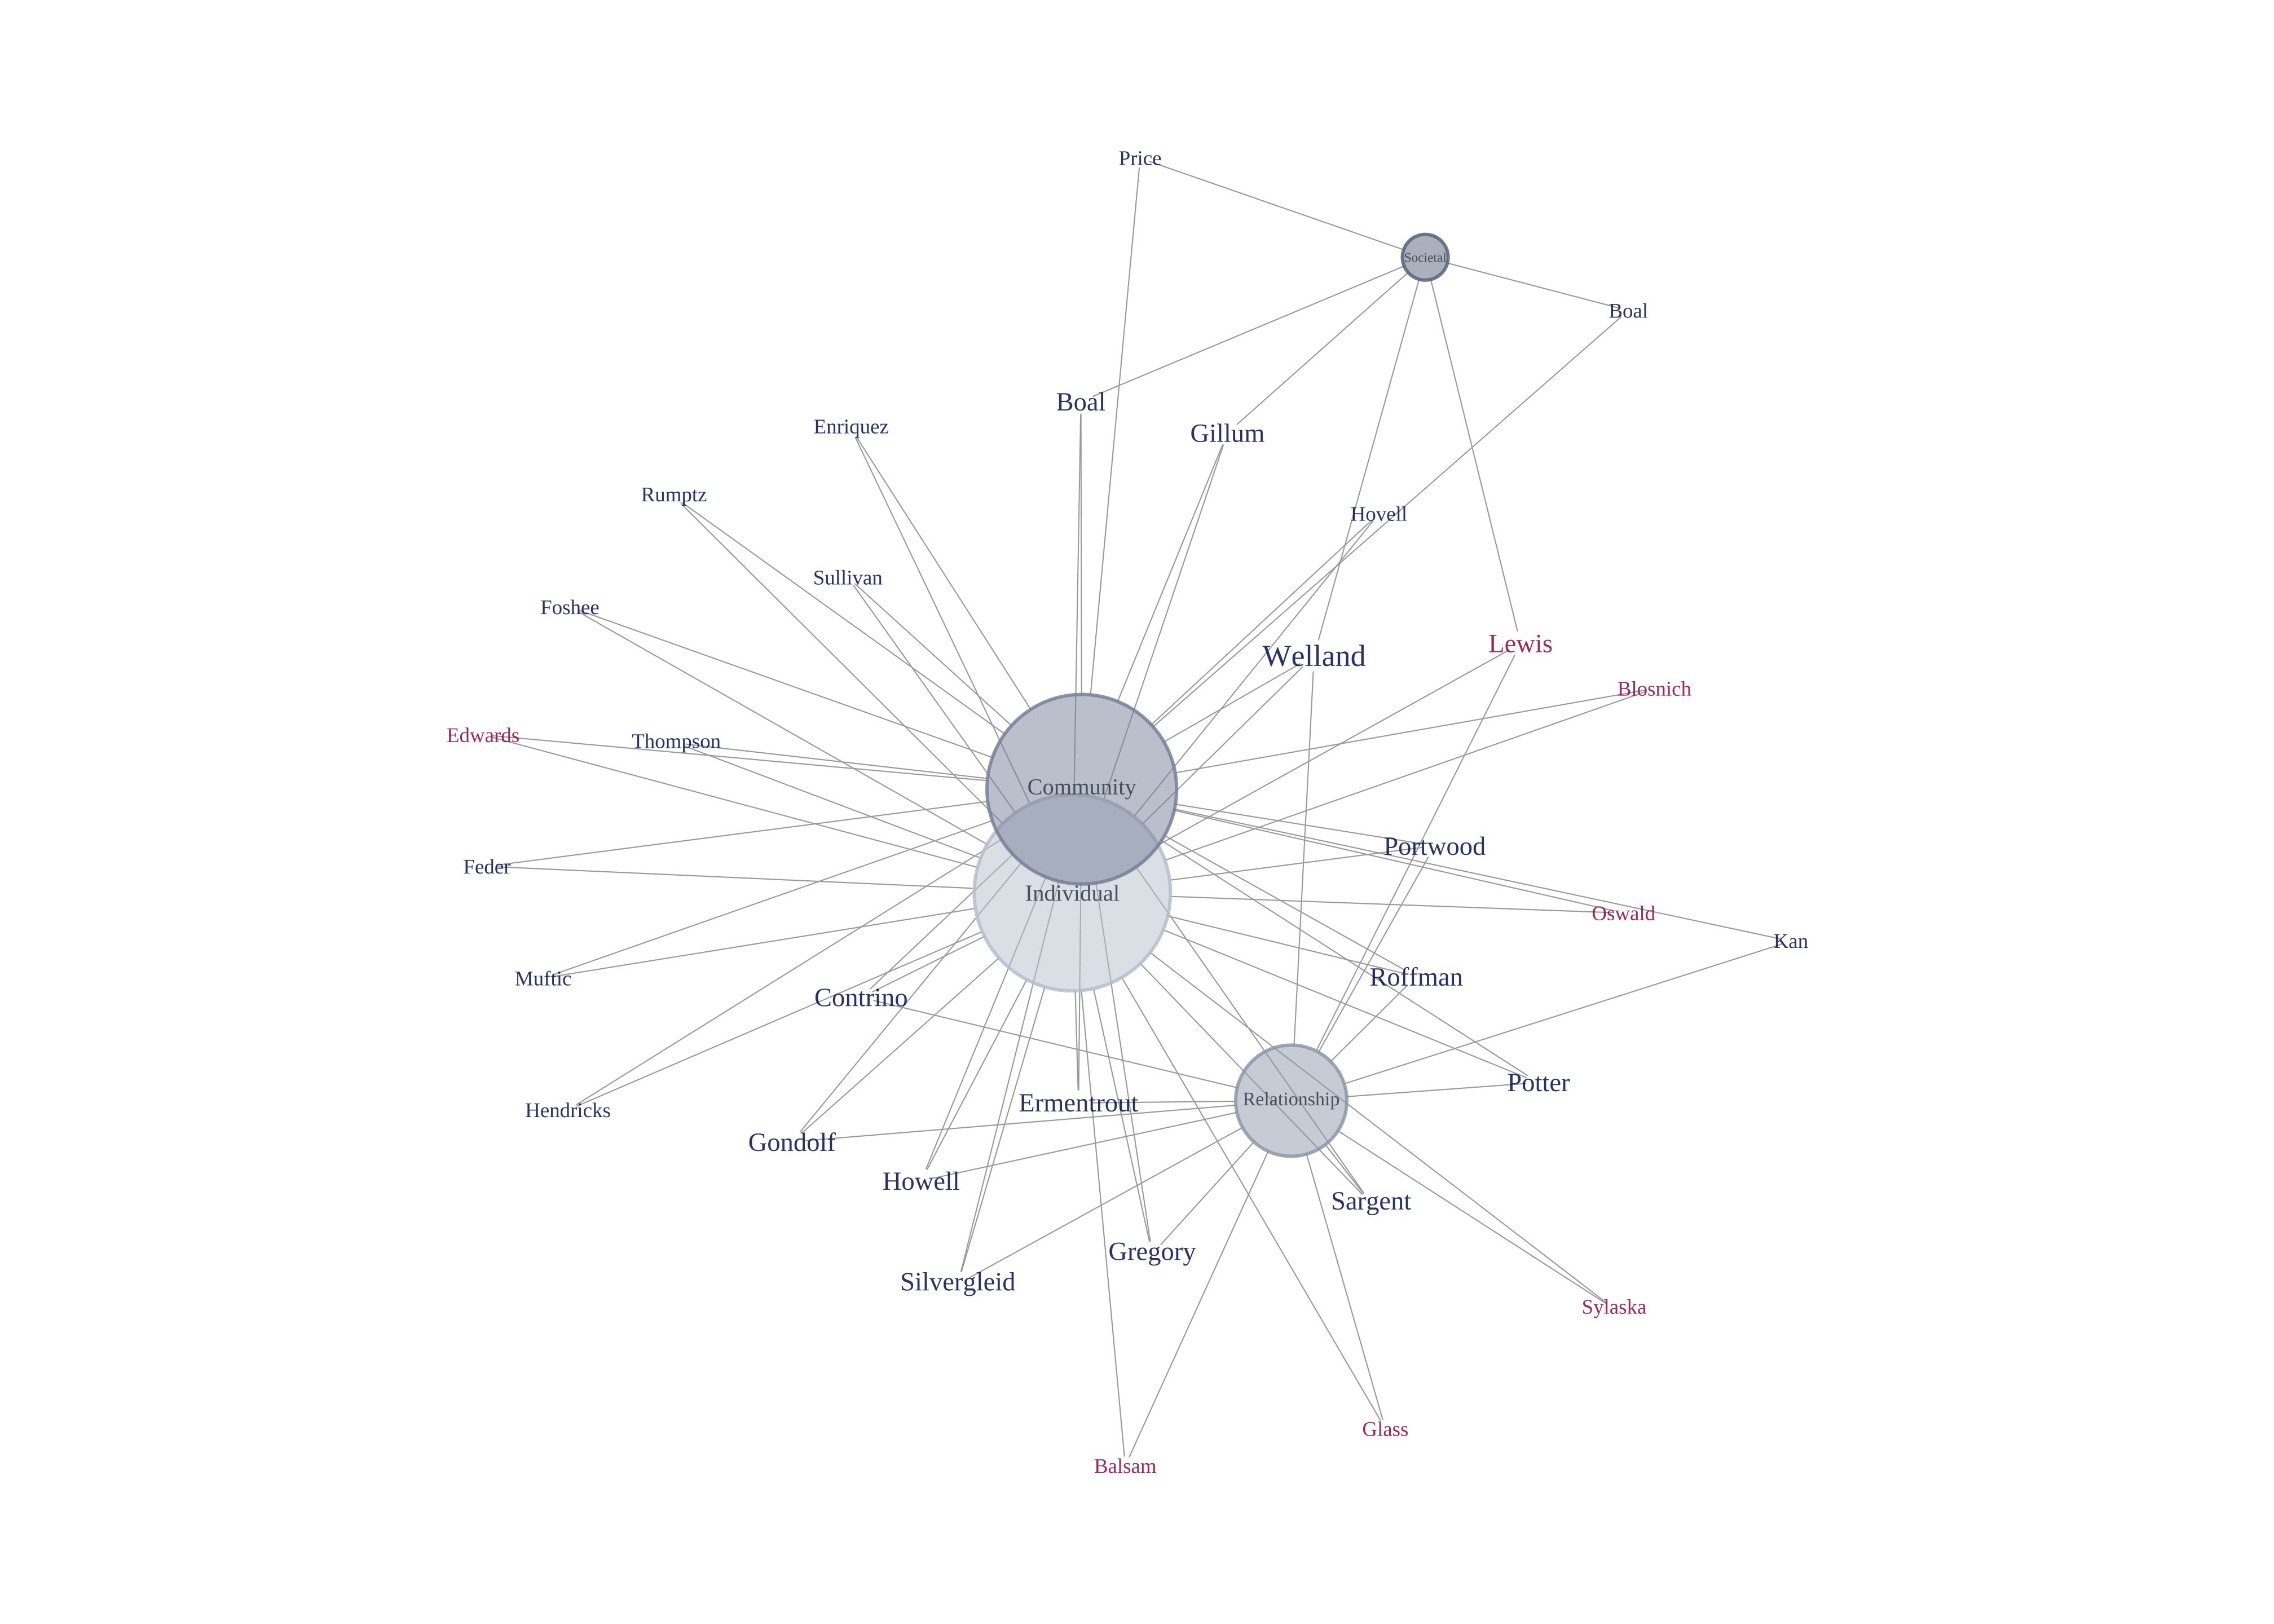 Price
Societal
Boal
Boal
Enriquez
Gillum
Rumptz
Hovell
Sullivan
Foshee
Welland
Lewis
Blosnich
Edwards
Thompson
Community
Portwood
Feder
Individual
Oswald
Kan
Muftic
Roffman
Contrino
Potter
Relationship
Ermentrout
Hendricks
Gondolf
Howell
Sargent
Gregory
Silvergleid
Sylaska
Glass
Balsam